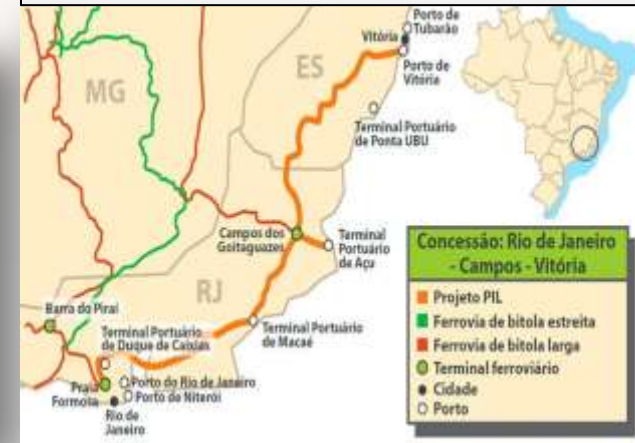 Porto de
Tubarão
Vitória
Porto de
Vitória
ES
MG
Terminal Portuário
de Ponta UBU
Campos dos
Goitaguazes
Terminal
Portuário
de Açu
RJ
Barra do Piraí
Terminal Portuário
de Duque de Caixias
Terminal Portuário
de Macaé
Praia
Formosa
Porto do Rio de Janeiro
Porto de Niterói
Rio de
Janeiro
Concessão: Rio de Janeiro
- Campos - Vitória
Projeto PIL
Ferrovia de bitola estreita
Ferrovia de bitola larga
Terminal ferroviário
Cidade
Porto